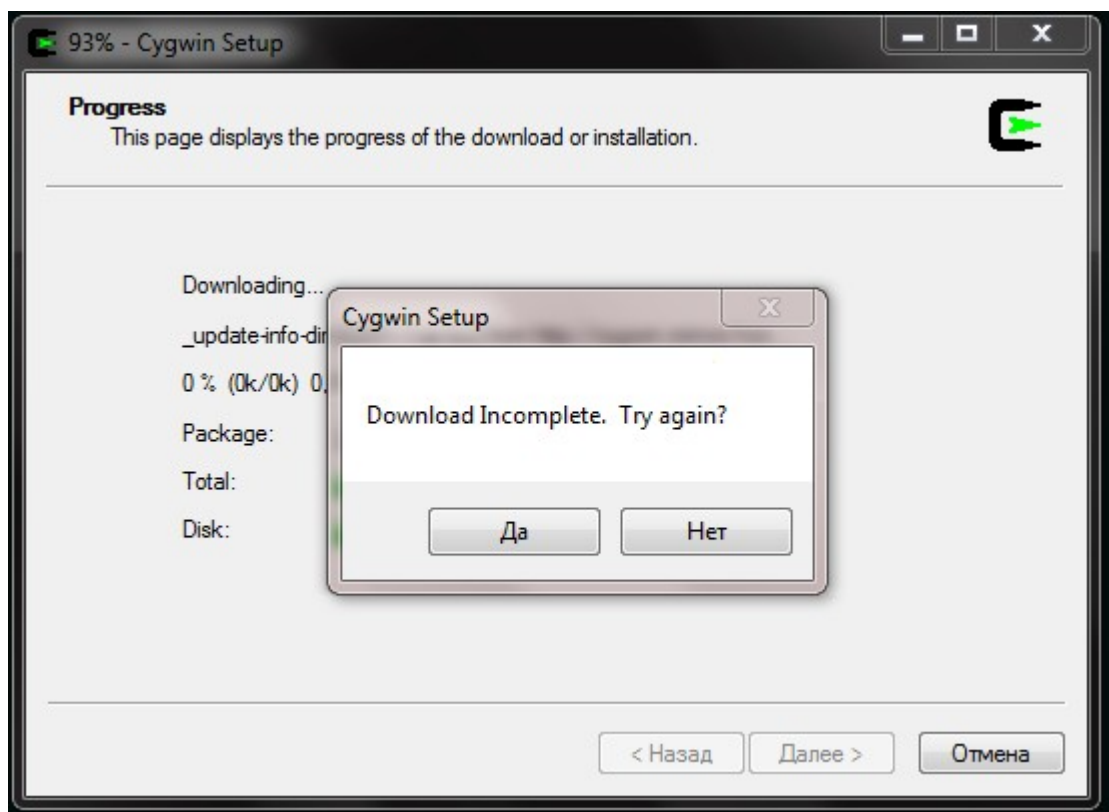 93% - Cygwin Setup
Progress
This page displays the progress of the download or installation.
Downloading...
_update-info-dir
0 % (0k/0k) 0,
Package:
Total:
Disk:
Cygwin Setup
Download Incomplete. Try again?
Да
Нет
< Назад
Далее >
Отмена